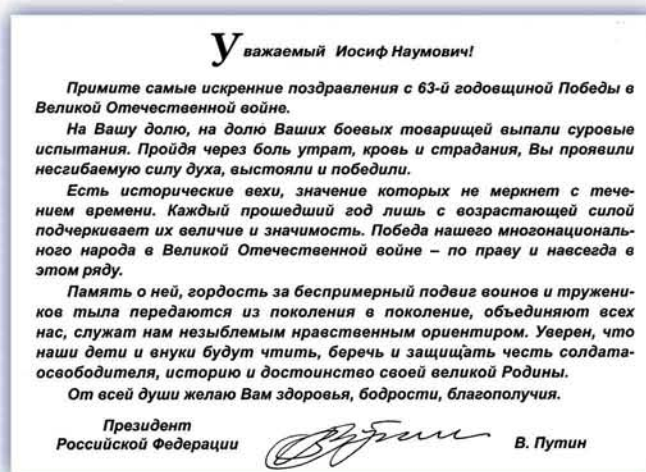 Уважаемый Иосиф Наумович!
Примите самые искренние поздравления с 63-й годовщиной Победы в
Великой Отечественной войне.
На Вашу долю, на долю Ваших боевых товарищей выпали суровые
испытания. Пройдя через боль утрат, кровь и страдания, Вы проявили
несгибаемую силу духа, выстояли и победили.
Есть исторические вехи, значение которых не меркнет с тече-
нием времени. Каждый прошедший год лишь с возрастающей силой
подчеркивает их величие и значимость. Победа нашего многонациональ-
ного народа в Великой Отечественной войне – по праву и навсегда в
этом ряду.
Память о ней, гордость за беспримерный подвиг воинов и тружени-
ков тыла передаются из поколения в поколение, объединяют всех
нас, служат нам незыблемым нравственным ориентиром. Уверен, что
наши дети и внуки будут чтить, беречь и защищать честь солдата-
освободителя, историю и достоинство своей великой Родины.
От всей души желаю Вам здоровья, бодрости, благополучия.
Президент
Российской Федерации В. Путин